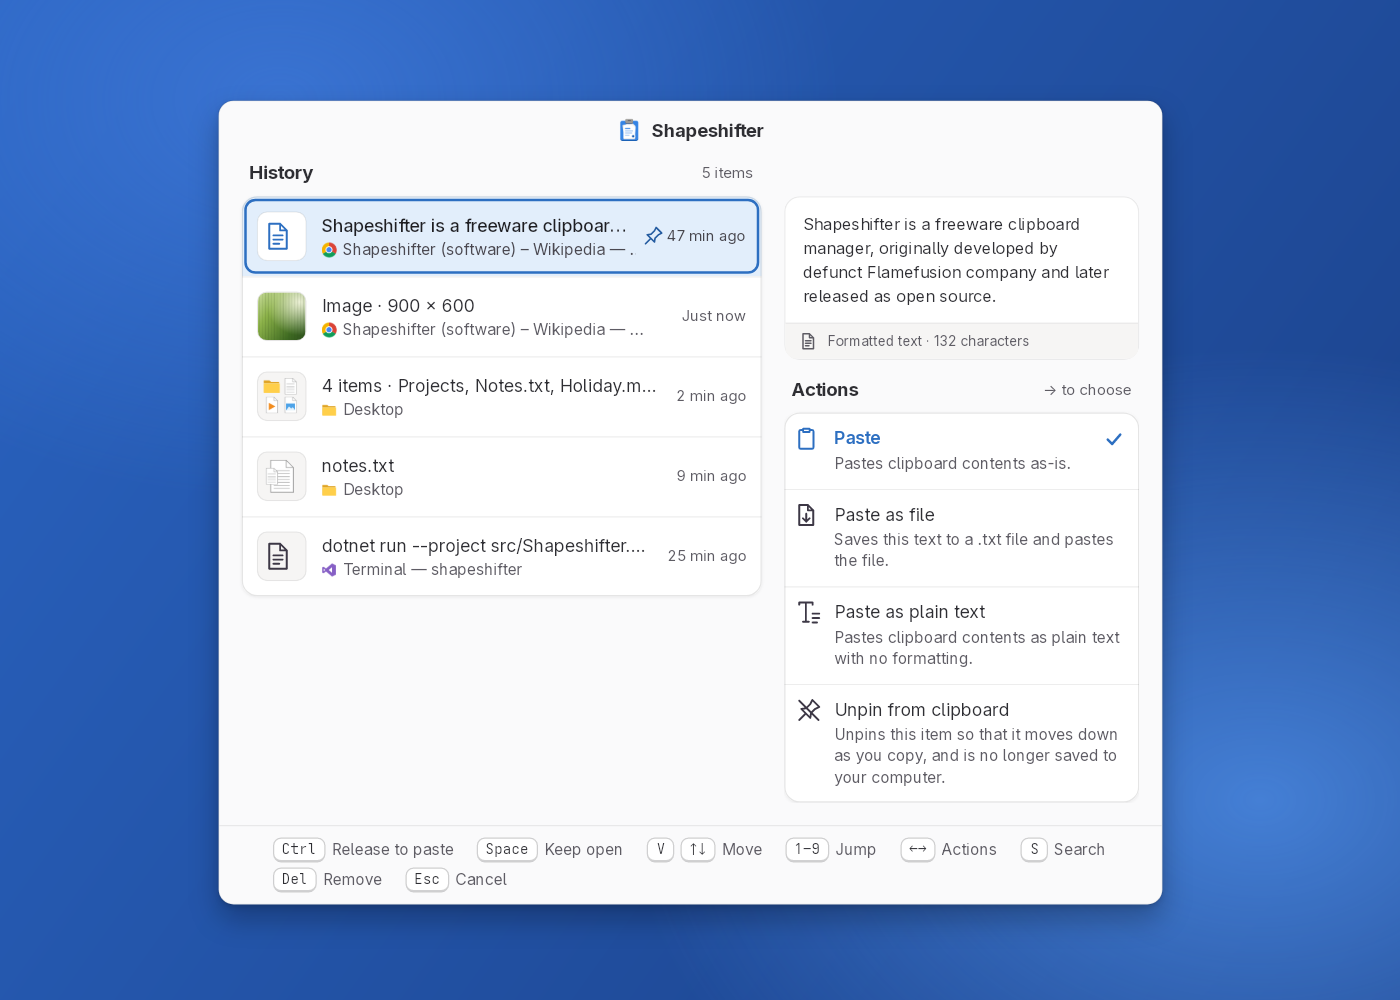 Shapeshifter
History
5 items
Shapeshifter is a freeware clipboar…
Shapeshifter (software) – Wikipedia — .
47 min ago
Image · 900 × 600
Shapeshifter (software) – Wikipedia — …
Just now
4 items · Projects, Notes.txt, Holiday.m…
Desktop
2 min ago
notes.txt
Desktop
9 min ago
dotnet run --project src/Shapeshifter.…
Terminal — shapeshifter
25 min ago
Shapeshifter is a freeware clipboard
manager, originally developed by
defunct Flamefusion company and later
released as open source.
Formatted text · 132 characters
Actions
→ to choose
Paste
Pastes clipboard contents as-is.
Paste as file
Saves this text to a .txt file and pastes
the file.
Paste as plain text
Pastes clipboard contents as plain text
with no formatting.
Unpin from clipboard
Unpins this item so that it moves down
as you copy, and is no longer saved to
your computer.
Ctrl Release to paste Space Keep open V ↑↓ Move 1–9 Jump ←→ Actions S Search
Del Remove Esc Cancel